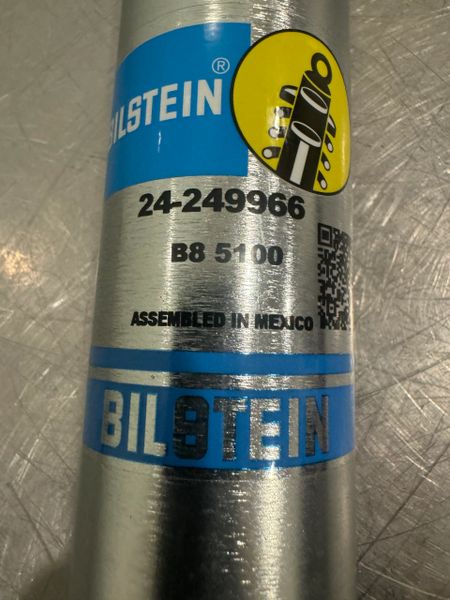 BILSTEIN®
24-249966
B8 5100
ASSEMBLED IN MEXICO
BILSTEIN